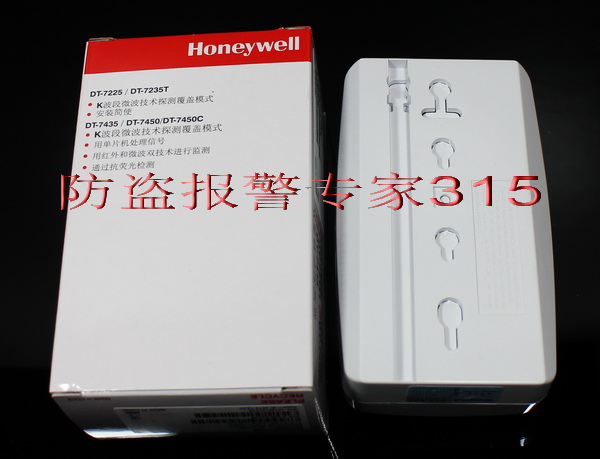 Honeywell
DT-7225 / DT-7235T
• K波段微波技术探测覆盖模式
• 安装简便
DT-7435 / DT-7450/DT-7450C
• K波段微波技术探测覆盖模式
• 用单片机处理信号
• 用红外和微波双技术进行监测
• 通过抗荧光检测
防盗报警专家315
PLEASE
RECYCLE